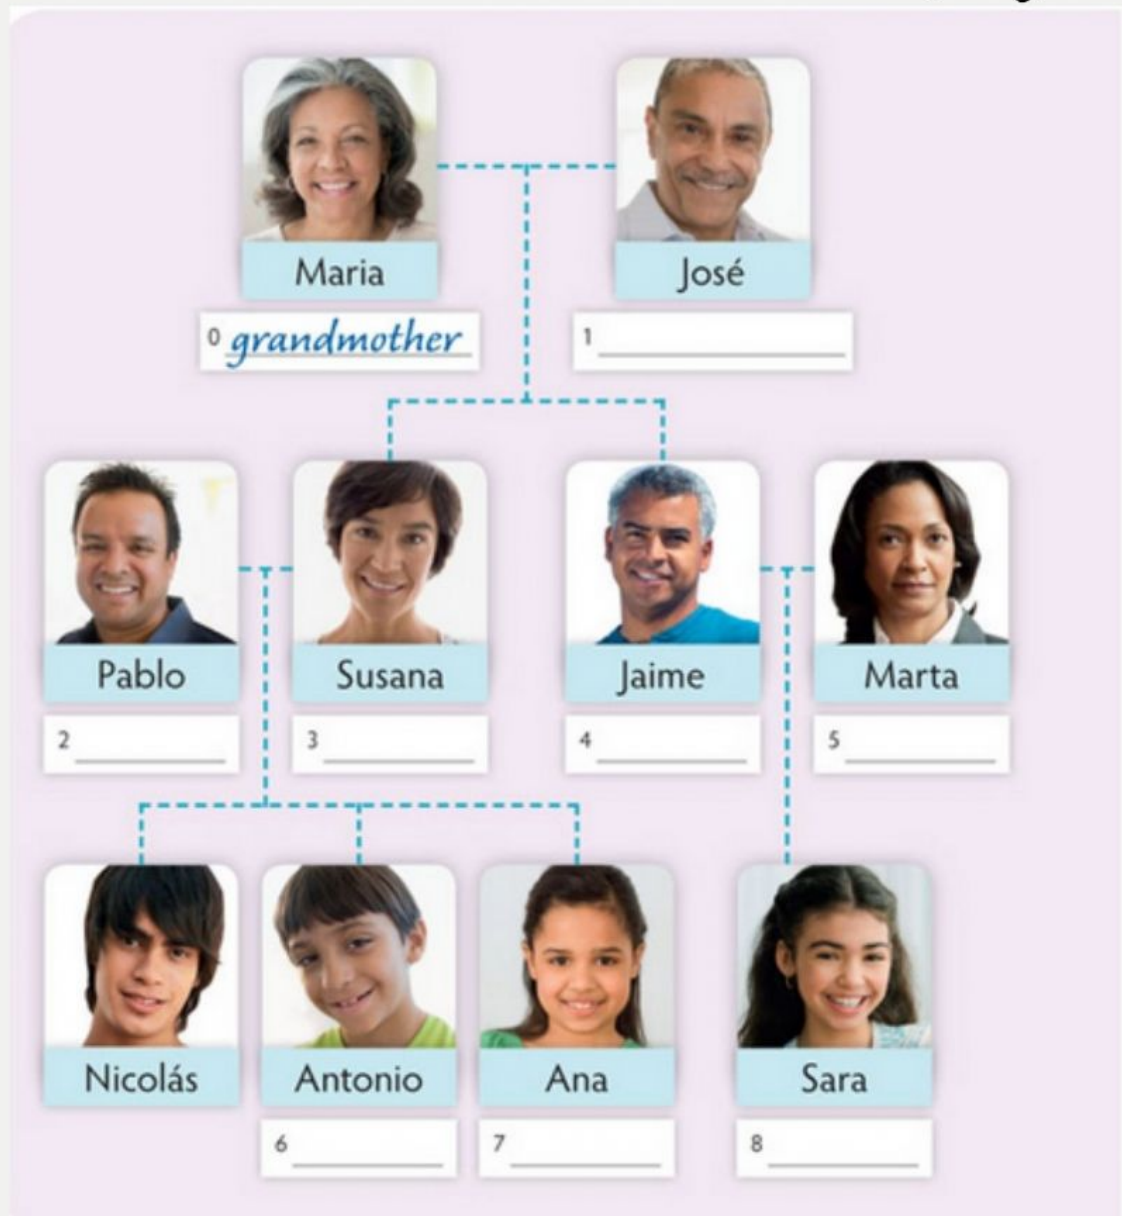 Maria
José
0 grandmother
1
Pablo
Susana
Jaime
Marta
2
3
4
5
Nicolás
Antonio
Ana
Sara
6
7
8